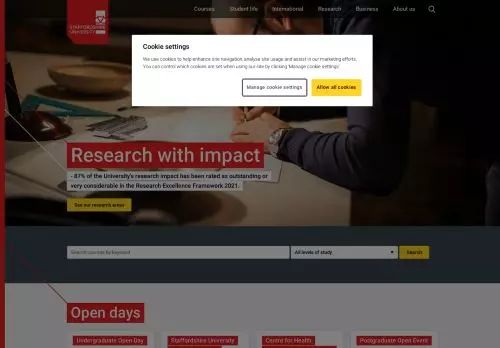 Courses Student life International Research Business About us
STAFFORDSHIRE
UNIVERSITY
Cookie settings
We use cookies to help enhance site navigation, analyse site usage and assist in our marketing efforts.
You can control which cookies are set when using our site by clicking 'Manage cookie settings'
Manage cookie settings
Allow all cookies
Research with impact
- 87% of the University's research impact has been rated as outstanding or
very considerable in the Research Excellence Framework 2021.
See our research areas
Search courses by keyword
All levels of study
Search
Open days
Undergraduate Open Day
Staffordshire University
Centre for Health
Postgraduate Open Event